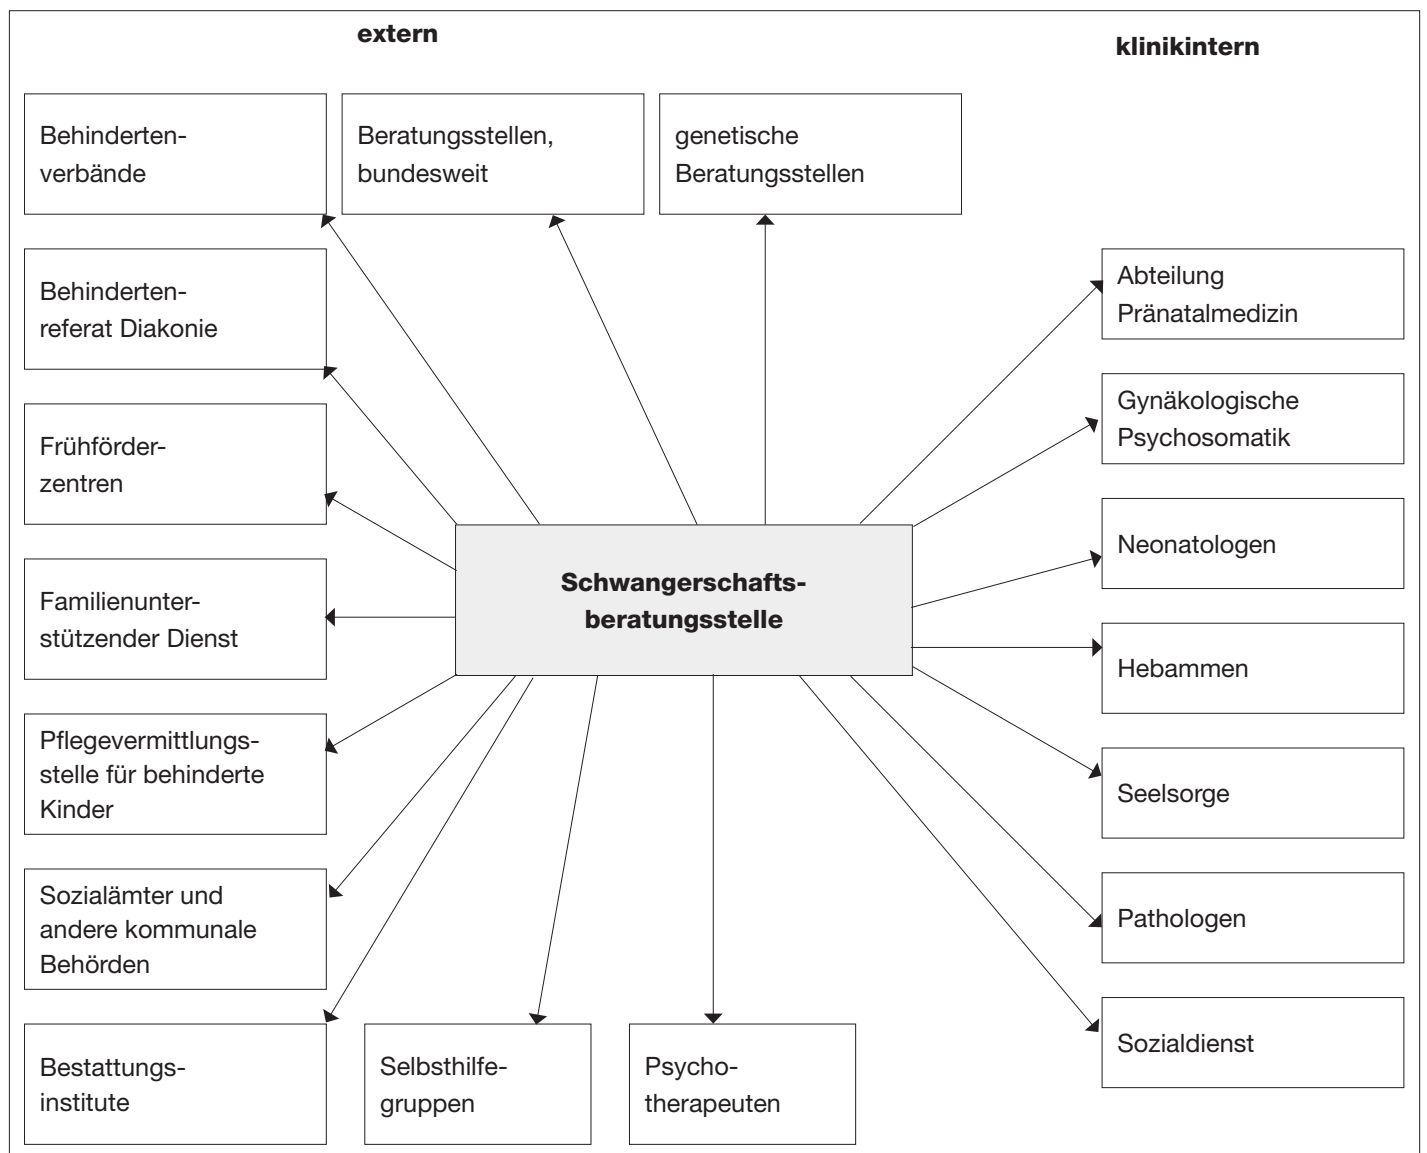 extern
klinikintern
Behinderten-
verbände
Beratungsstellen,
bundesweit
genetische
Beratungsstellen
Behinderten-
referat Diakonie
Frühförder-
zentren
Familienunter-
stützender Dienst
Pflegevermittlungs-
stelle für behinderte
Kinder
Sozialämter und
andere kommunale
Behörden
Bestattungs-
institute
Selbsthilfe-
gruppen
Psycho-
therapeuten
Schwangerschafts-
beratungsstelle
Abteilung
Pränatalmedizin
Gynäkologische
Psychosomatik
Neonatologen
Hebammen
Seelsorge
Pathologen
Sozialdienst